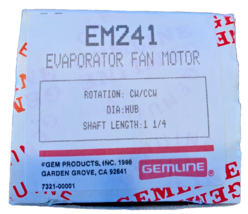 EM241
EVAPORATOR FAN MOTOR
ROTATION: CW/CCW
DIA:HUB
SHAFT LENGTH:1 1/4
©GEM PRODUCTS, INC. 1996
GARDEN GROVE, CA 92641
GEMLINE
7321-00001